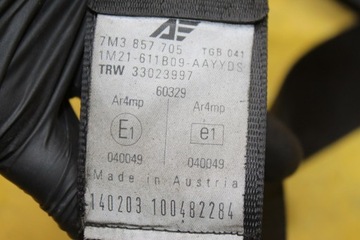 7M3 857 705 TGB 041
1M21-611B09-AAYYDS
TRW 33023997
60329
Ar4mp Ar4mp
E1 e1
040049 040049
Made in Austria
140203 100482284